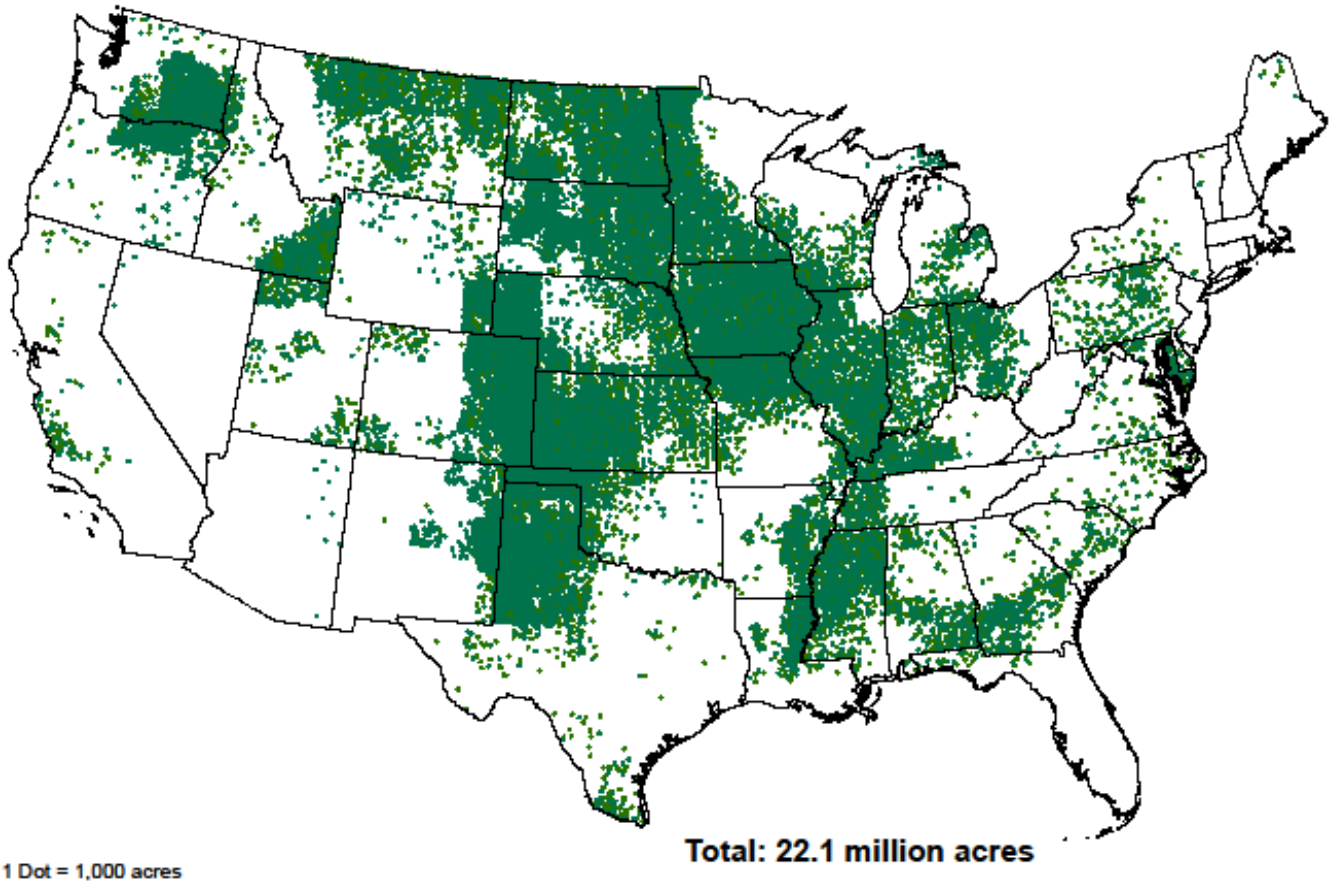 Total: 22.1 million acres
1 Dot = 1,000 acres